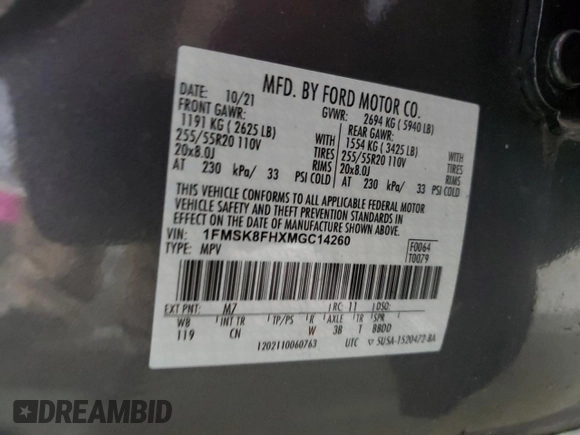 MFD. BY FORD MOTOR CO.
DATE: 10/21 GVWR: 2694 KG (5940 LB)
FRONT GAWR: REAR GAWR:
1191 KG (2625 LB) WITH 1554 KG (3425 LB) WITH
255/55R20 110V TIRES 255/55R20 110V TIRES
20x8.0J RIMS 20x8.0J RIMS
AT 230 kPa/ 33 PSI COLD AT 230 kPa/ 33 PSI COLD
THIS VEHICLE CONFORMS TO ALL APPLICABLE FEDERAL MOTOR
VEHICLE SAFETY AND THEFT PREVENTION STANDARDS IN
EFFECT ON THE DATE OF MANUFACTURE SHOWN ABOVE.
VIN: 1FMSK8FHXMGC14260 F0064
TYPE: MPV T0079
EXT PNT: M7 RC: 11 DSO:
WB INT TR TP/PS R AXLE TR SPR
119 CN W 3B T BBDD
1202110060763 UTC ▽ 5U5A-1520472-BA
DREAMBID